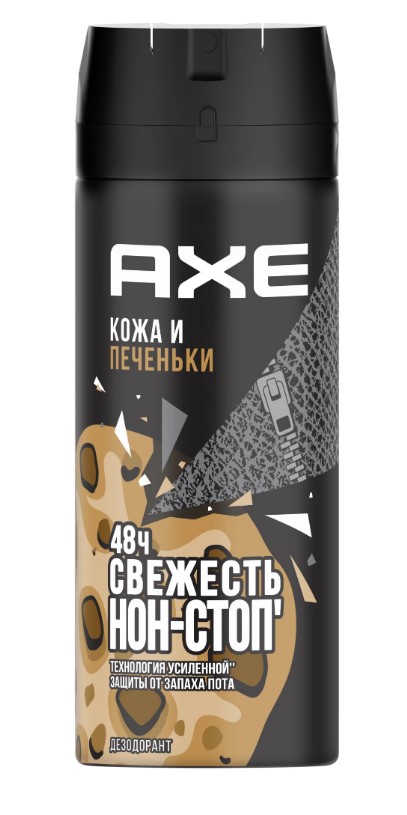 AXE
КОЖА И
ПЕЧЕНЬКИ
48ч
СВЕЖЕСТЬ
НОН-СТОП'
ТЕХНОЛОГИЯ УСИЛЕННОЙ"
ЗАЩИТЫ ОТ ЗАПАХА ПОТА
ДЕЗОДОРАНТ